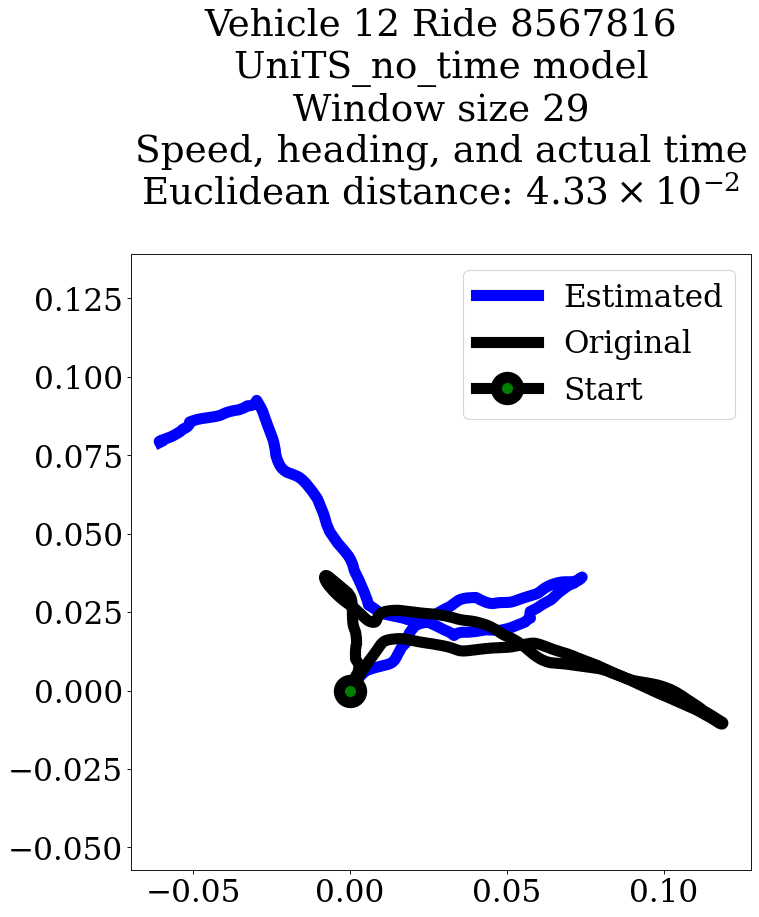 Vehicle 12 Ride 8567816
UniTS_no_time model
Window size 29
Speed, heading, and actual time
Euclidean distance: 4.33 × 10⁻²
Estimated
Original
Start
0.125
0.100
0.075
0.050
0.025
0.000
−0.025
−0.050
−0.05 0.00 0.05 0.10